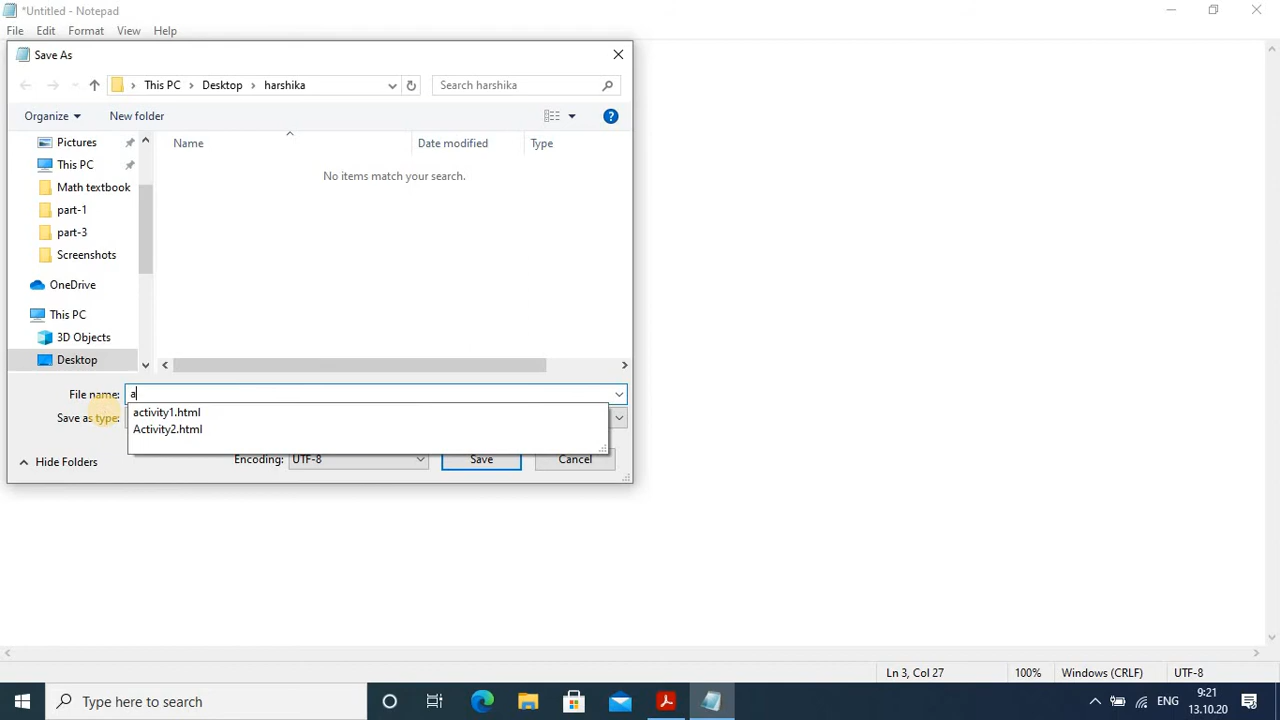 *Untitled - Notepad
File Edit Format View Help
Save As
This PC Desktop harshika
Search harshika
Organize New folder
Name Date modified Type
No items match your search.
Pictures
This PC
Math textbook
part-1
part-3
Screenshots
OneDrive
This PC
3D Objects
Desktop
File name: a
Save as type:
activity1.html
Activity2.html
Hide Folders
Encoding: UTF-8 Save Cancel
Ln 3, Col 27 100% Windows (CRLF) UTF-8
Type here to search
ENG
9:21
13.10.20